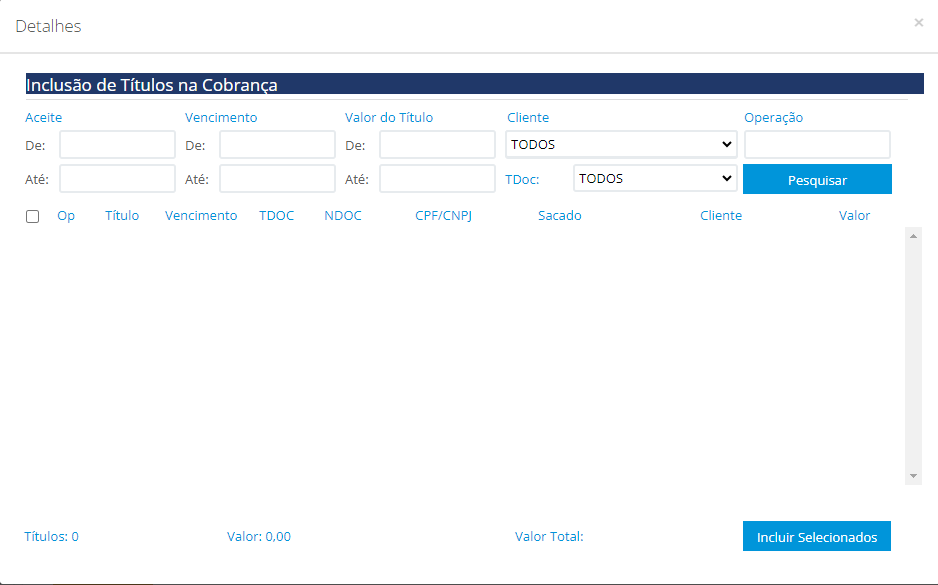 Detalhes ×
Inclusão de Títulos na Cobrança
Aceite Vencimento Valor do Título Cliente Operação
De: De: De: TODOS
Até: Até: Até: TDoc: TODOS Pesquisar
Op Título Vencimento TDOC NDOC CPF/CNPJ Sacado Cliente Valor
Títulos: 0 Valor: 0,00 Valor Total: Incluir Selecionados